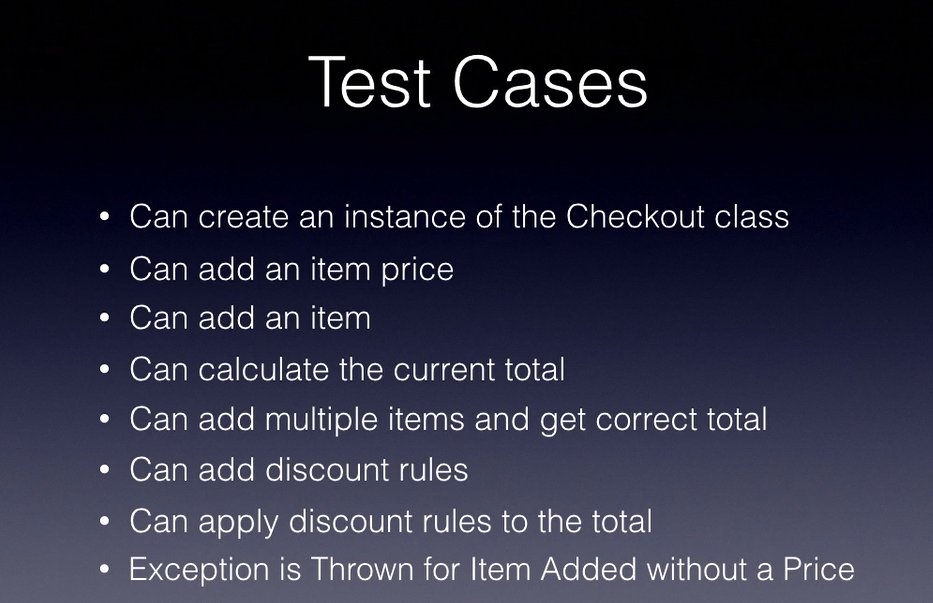 Test Cases
• Can create an instance of the Checkout class
• Can add an item price
• Can add an item
• Can calculate the current total
• Can add multiple items and get correct total
• Can add discount rules
• Can apply discount rules to the total
• Exception is Thrown for Item Added without a Price